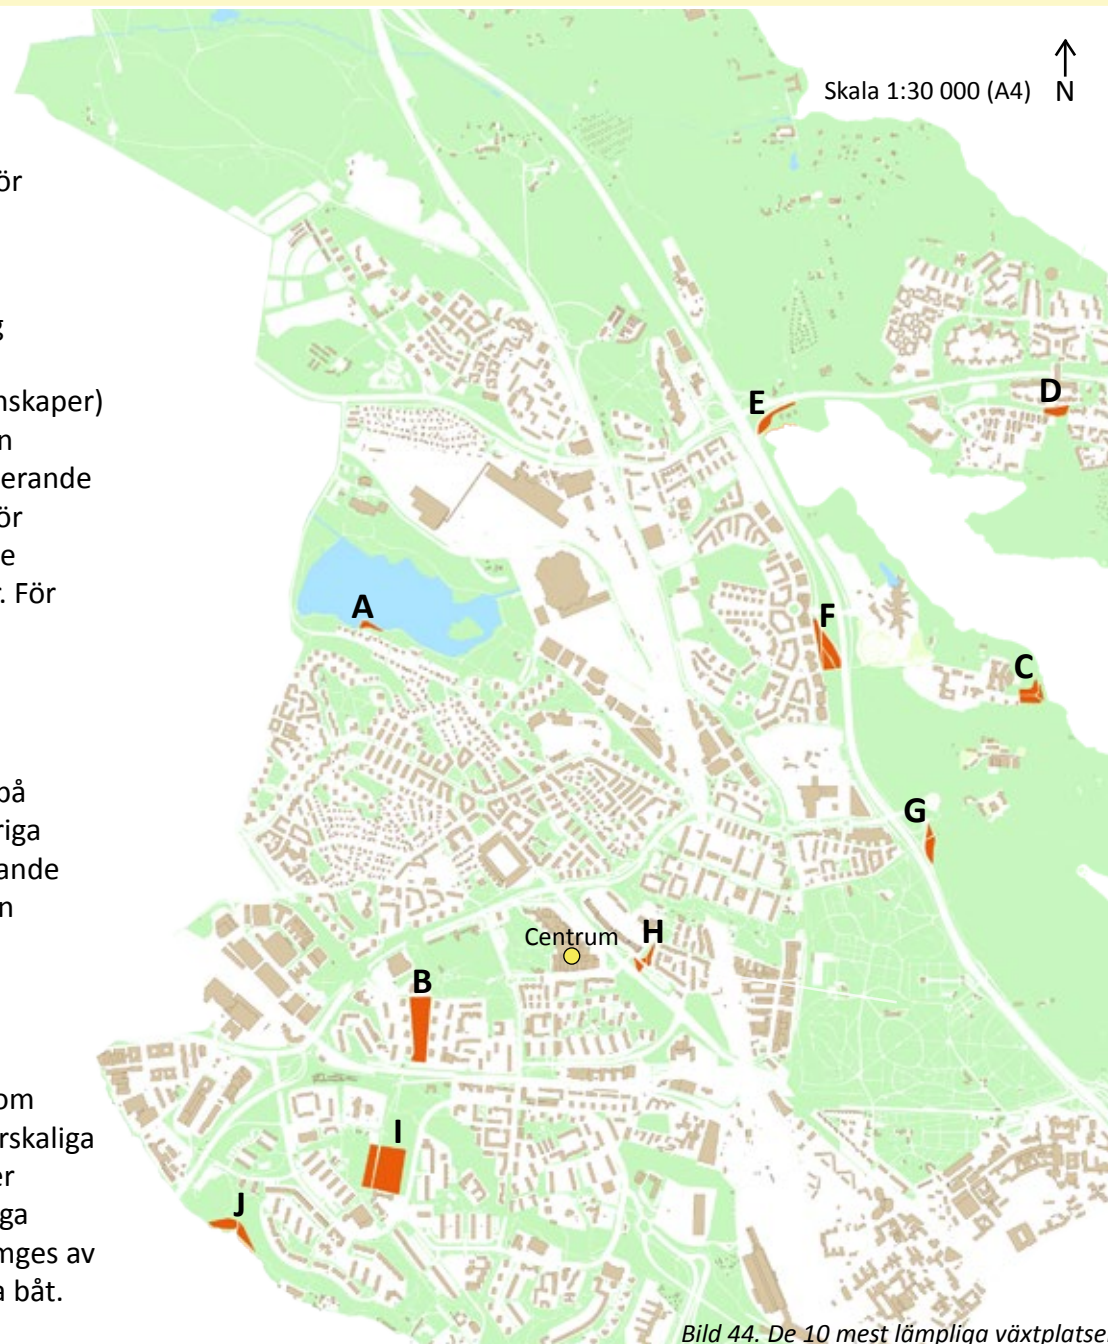 Skala 1:30 000 (A4)
N
ör
g
nskaper)
n
erande
ör
e
r. För
på
riga
ande
n
om
rskaliga
er
ga
mges av
a båt.
E
D
A
F
C
G
Centrum
H
B
I
J
Bild 44. De 10 mest lämpliga växtplatse